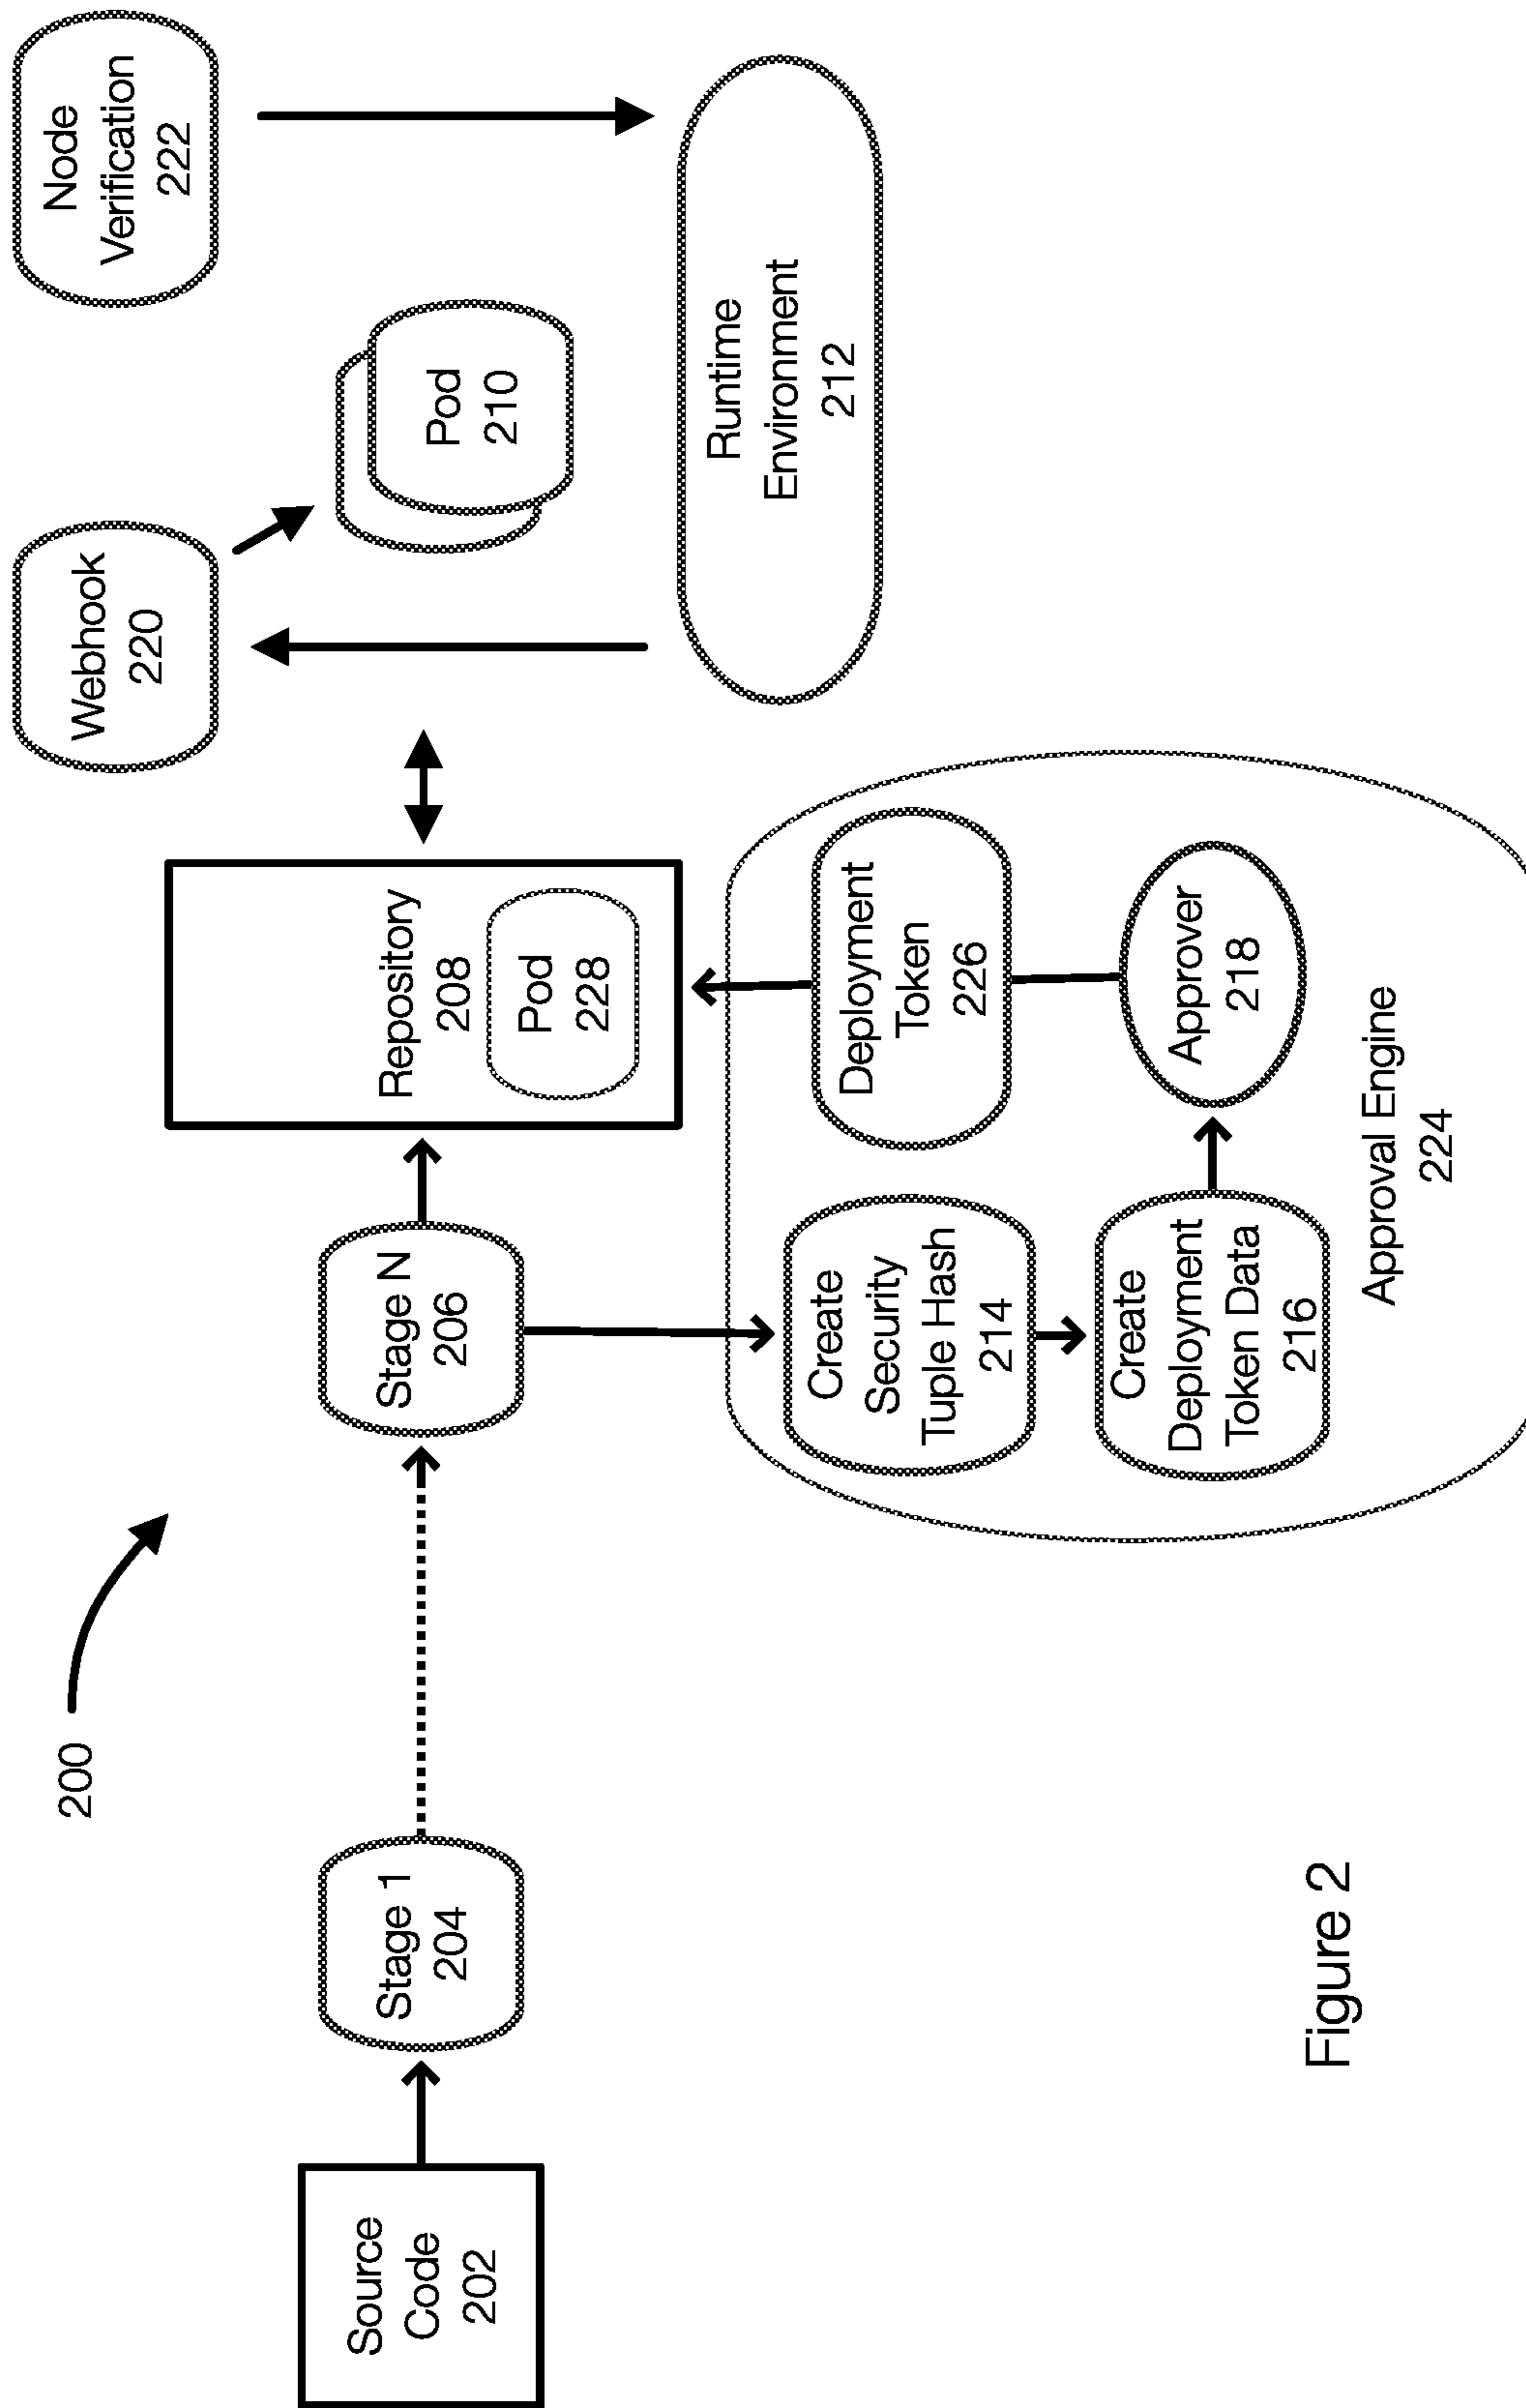 200
Source
Code
202
Stage 1
204
Stage N
206
Repository
208
Pod
228
Webhook
220
Pod
210
Node
Verification
222
Runtime
Environment
212
Create
Security
Tuple Hash
214
Create
Deployment
Token Data
216
Deployment
Token
226
Approver
218
Approval Engine
224
Figure 2